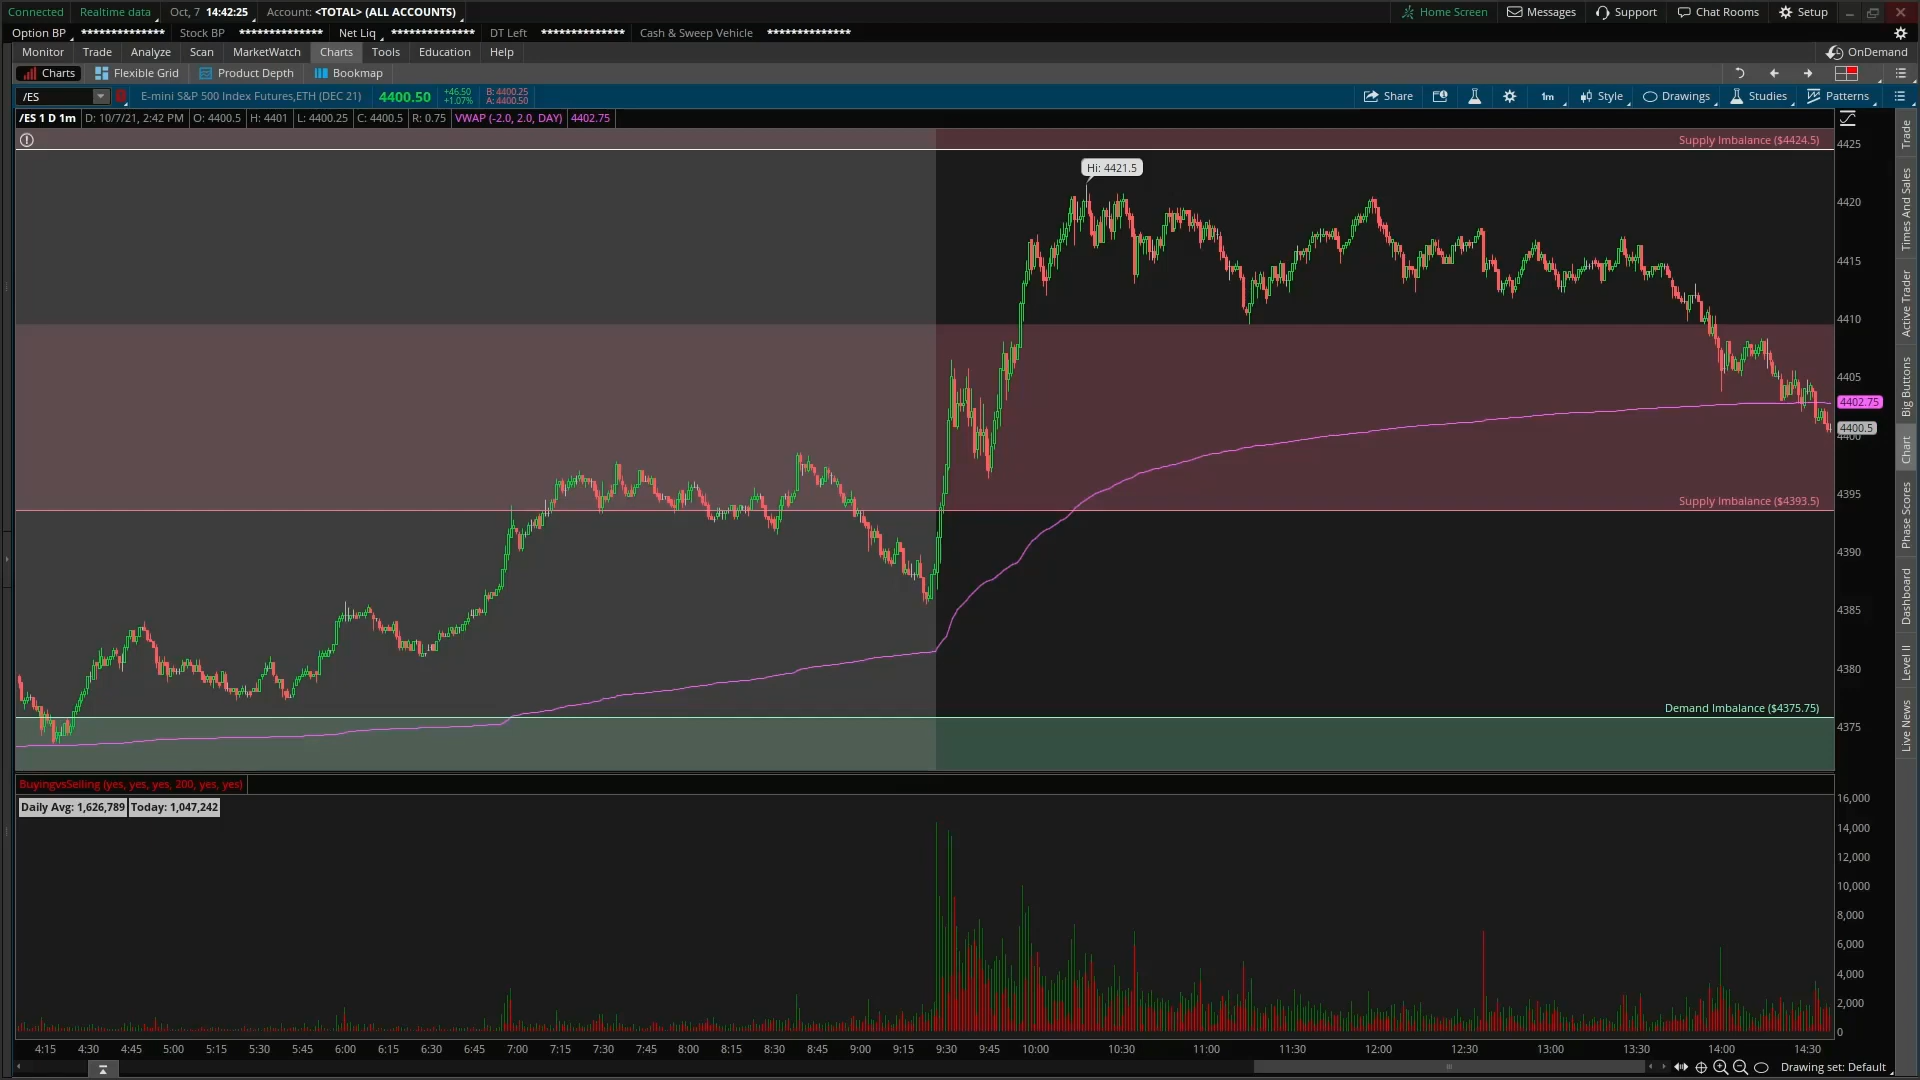 Connected Realtime data Oct, 7 14:42:25 Account: <TOTAL> (ALL ACCOUNTS) Home Screen Messages Support Chat Rooms Setup
Option BP ************** Stock BP ************** Net Liq ************** DT Left ************** Cash & Sweep Vehicle **************
Monitor Trade Analyze Scan MarketWatch Charts Tools Education Help OnDemand
Charts Flexible Grid Product Depth Bookmap
/ES E-mini S&P 500 Index Futures,ETH (DEC 21) 4400.50 +46.50 B: 4400.25 Share 1m Style Drawings Studies Patterns
+1.07% A: 4400.50
/ES 1 D 1m D: 10/7/21, 2:42 PM O: 4400.5 H: 4401 L: 4400.25 C: 4400.5 R: 0.75 VWAP (-2.0, 2.0, DAY) 4402.75
Supply Imbalance ($4424.5)
Hi: 4421.5
Supply Imbalance ($4393.5)
Demand Imbalance ($4375.75)
4425
4420
4415
4410
4405
4402.75
4400.5
4400
4395
4390
4385
4380
4375
Trade
Times And Sales
Active Trader
Big Buttons
Chart
Phase Scores
Dashboard
Level II
Live News
BuyingvsSelling (yes, yes, yes, 200, yes, yes)
Daily Avg: 1,626,789 Today: 1,047,242
16,000
14,000
12,000
10,000
8,000
6,000
4,000
2,000
0
4:15 4:30 4:45 5:00 5:15 5:30 5:45 6:00 6:15 6:30 6:45 7:00 7:15 7:30 7:45 8:00 8:15 8:30 8:45 9:00 9:15 9:30 9:45 10:00 10:30 11:00 11:30 12:00 12:30 13:00 13:30 14:00 14:30
Drawing set: Default